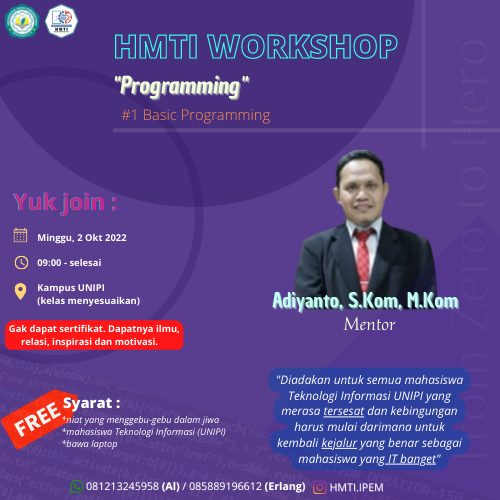 HMTI
HMTI WORKSHOP
"Programming"
#1 Basic Programming
Yuk join :
Minggu, 2 Okt 2022
09:00 - selesai
Kampus UNIPI
(kelas menyesuaikan)
Gak dapat sertifikat. Dapatnya ilmu,
relasi, inspirasi dan motivasi.
Adiyanto, S.Kom, M.Kom
Mentor
FREE
Syarat :
*niat yang menggebu-gebu dalam jiwa
*mahasiswa Teknologi Informasi (UNIPI)
*bawa laptop
"Diadakan untuk semua mahasiswa
Teknologi Informasi UNIPI yang
merasa tersesat dan kebingungan
harus mulai darimana untuk
kembali kejalur yang benar sebagai
mahasiswa yang IT banget"
081213245958 (Al) / 085889196612 (Erlang)
HMTI.IPEM